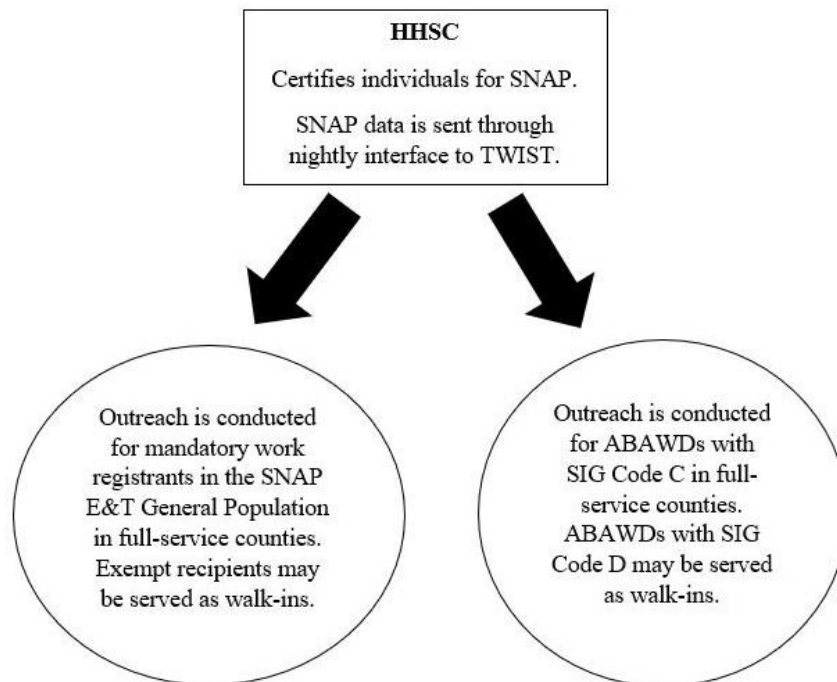 HHSC
Certifies individuals for SNAP.
SNAP data is sent through
nightly interface to TWIST.
Outreach is conducted
for mandatory work
registrants in the SNAP
E&T General Population
in full-service counties.
Exempt recipients may
be served as walk-ins.
Outreach is conducted
for ABAWDs with
SIG Code C in full-
service counties.
ABAWDs with SIG
Code D may be served
as walk-ins.